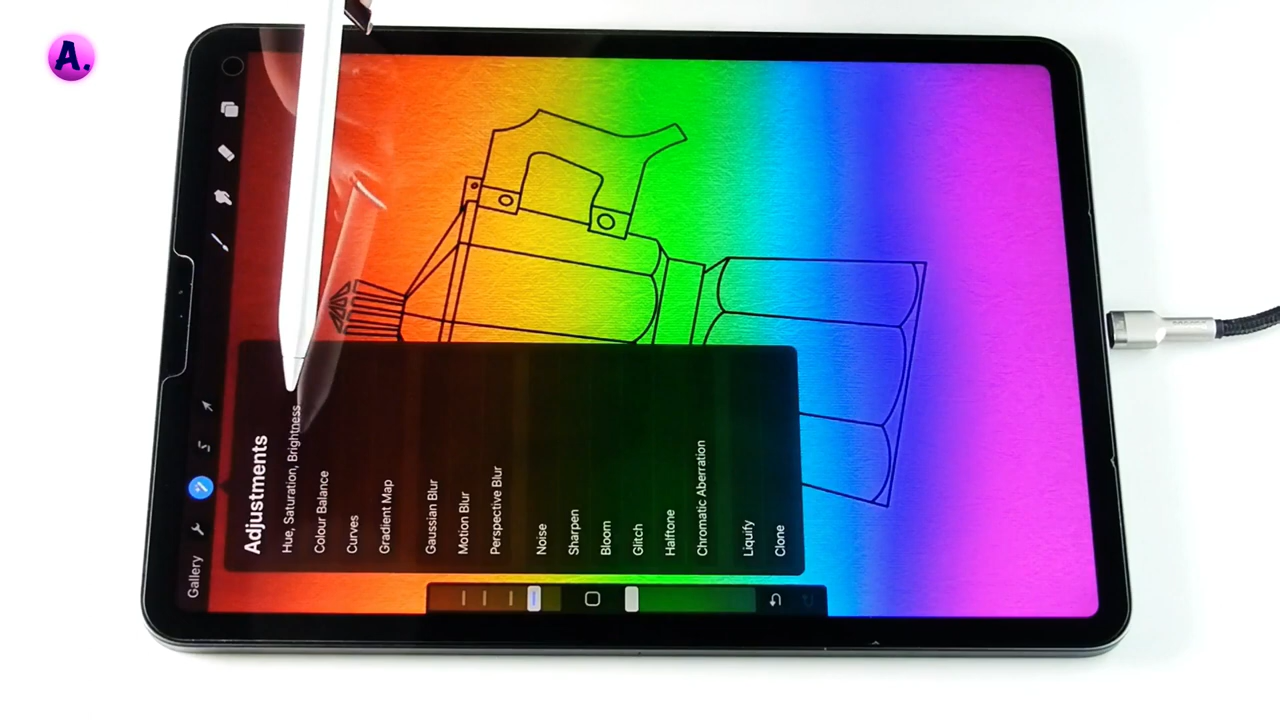 A.
Gallery
Adjustments
Hue, Saturation, Brightness
Colour Balance
Curves
Gradient Map
Gaussian Blur
Motion Blur
Perspective Blur
Noise
Sharpen
Bloom
Glitch
Halftone
Chromatic Aberration
Liquify
Clone